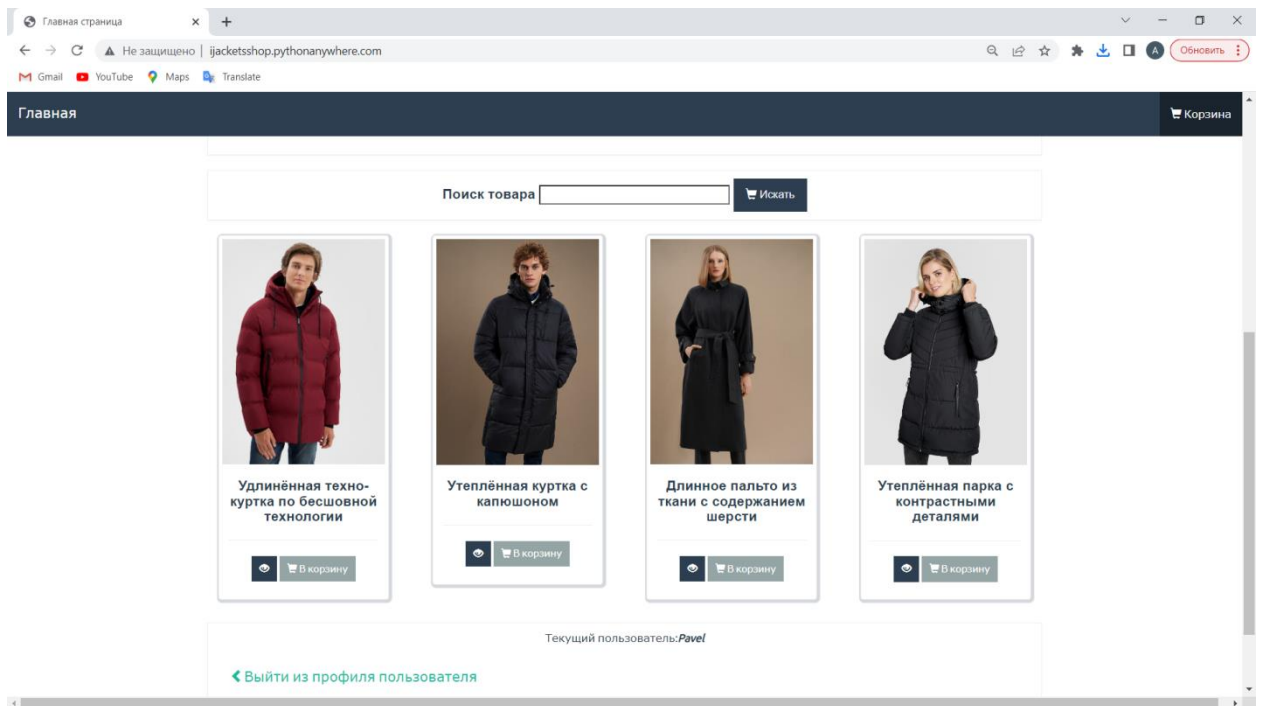 Главная страница
Не защищено
ijacketsshop.pythonanywhere.com
A
Обновить
Gmail
YouTube
Maps
Translate
Главная
Корзина
Поиск товара
Искать
Удлинённая техно-
куртка по бесшовной
технологии
В корзину
Утеплённая куртка с
капюшоном
В корзину
Длинное пальто из
ткани с содержанием
шерсти
В корзину
Утеплённая парка с
контрастными
деталями
В корзину
Текущий пользователь:Pavel
Выйти из профиля пользователя